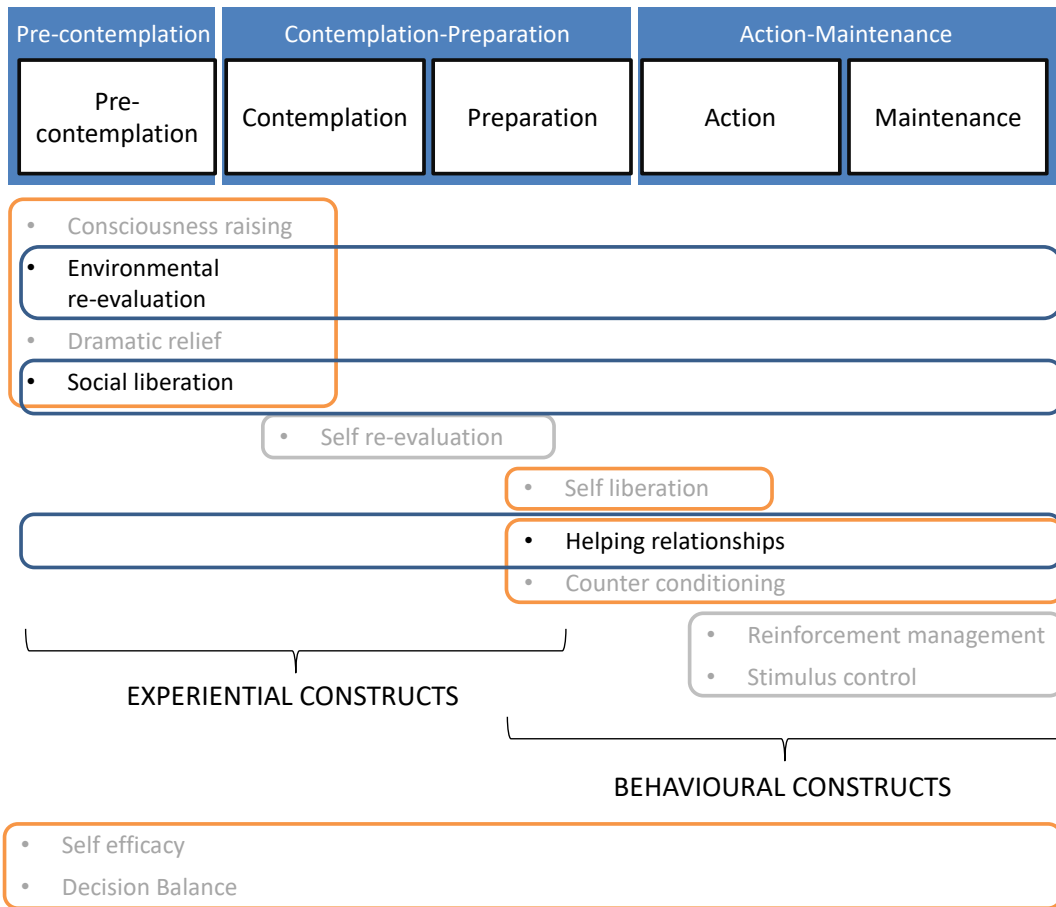 Pre-contemplation Contemplation-Preparation Action-Maintenance
Pre-
contemplation
Contemplation
Preparation
Action
Maintenance
• Consciousness raising
• Environmental
re-evaluation
• Dramatic relief
• Social liberation
• Self re-evaluation
• Self liberation
• Helping relationships
• Counter conditioning
• Reinforcement management
• Stimulus control
EXPERIENTIAL CONSTRUCTS
BEHAVIOURAL CONSTRUCTS
• Self efficacy
• Decision Balance